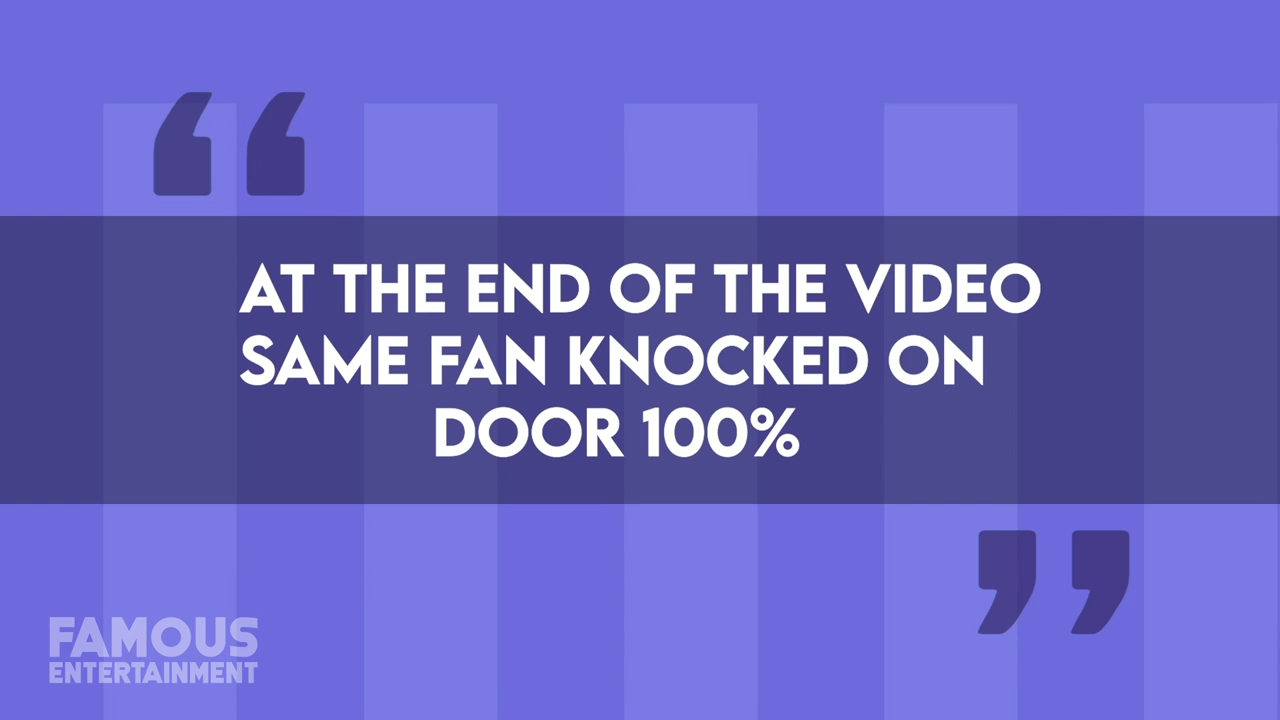 AT THE END OF THE VIDEO
SAME FAN KNOCKED ON
DOOR 100%
FAMOUS
ENTERTAINMENT